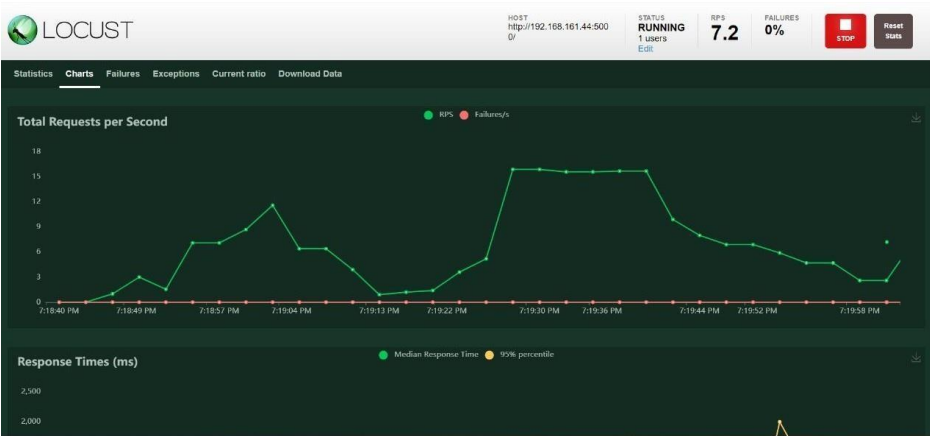 LOCUST
HOST
http://192.168.161.44:500
0/
STATUS
RUNNING
1 users
Edit
RPS
7.2
FAILURES
0%
STOP
Reset
Stats
Statistics Charts Failures Exceptions Current ratio Download Data
Total Requests per Second
RPS Failures/s
18
15
12
9
6
3
0
7:18:40 PM 7:18:49 PM 7:18:57 PM 7:19:04 PM 7:19:13 PM 7:19:22 PM 7:19:30 PM 7:19:36 PM 7:19:44 PM 7:19:52 PM 7:19:58 PM
Response Times (ms)
Median Response Time 95% percentile
2,500
2,000